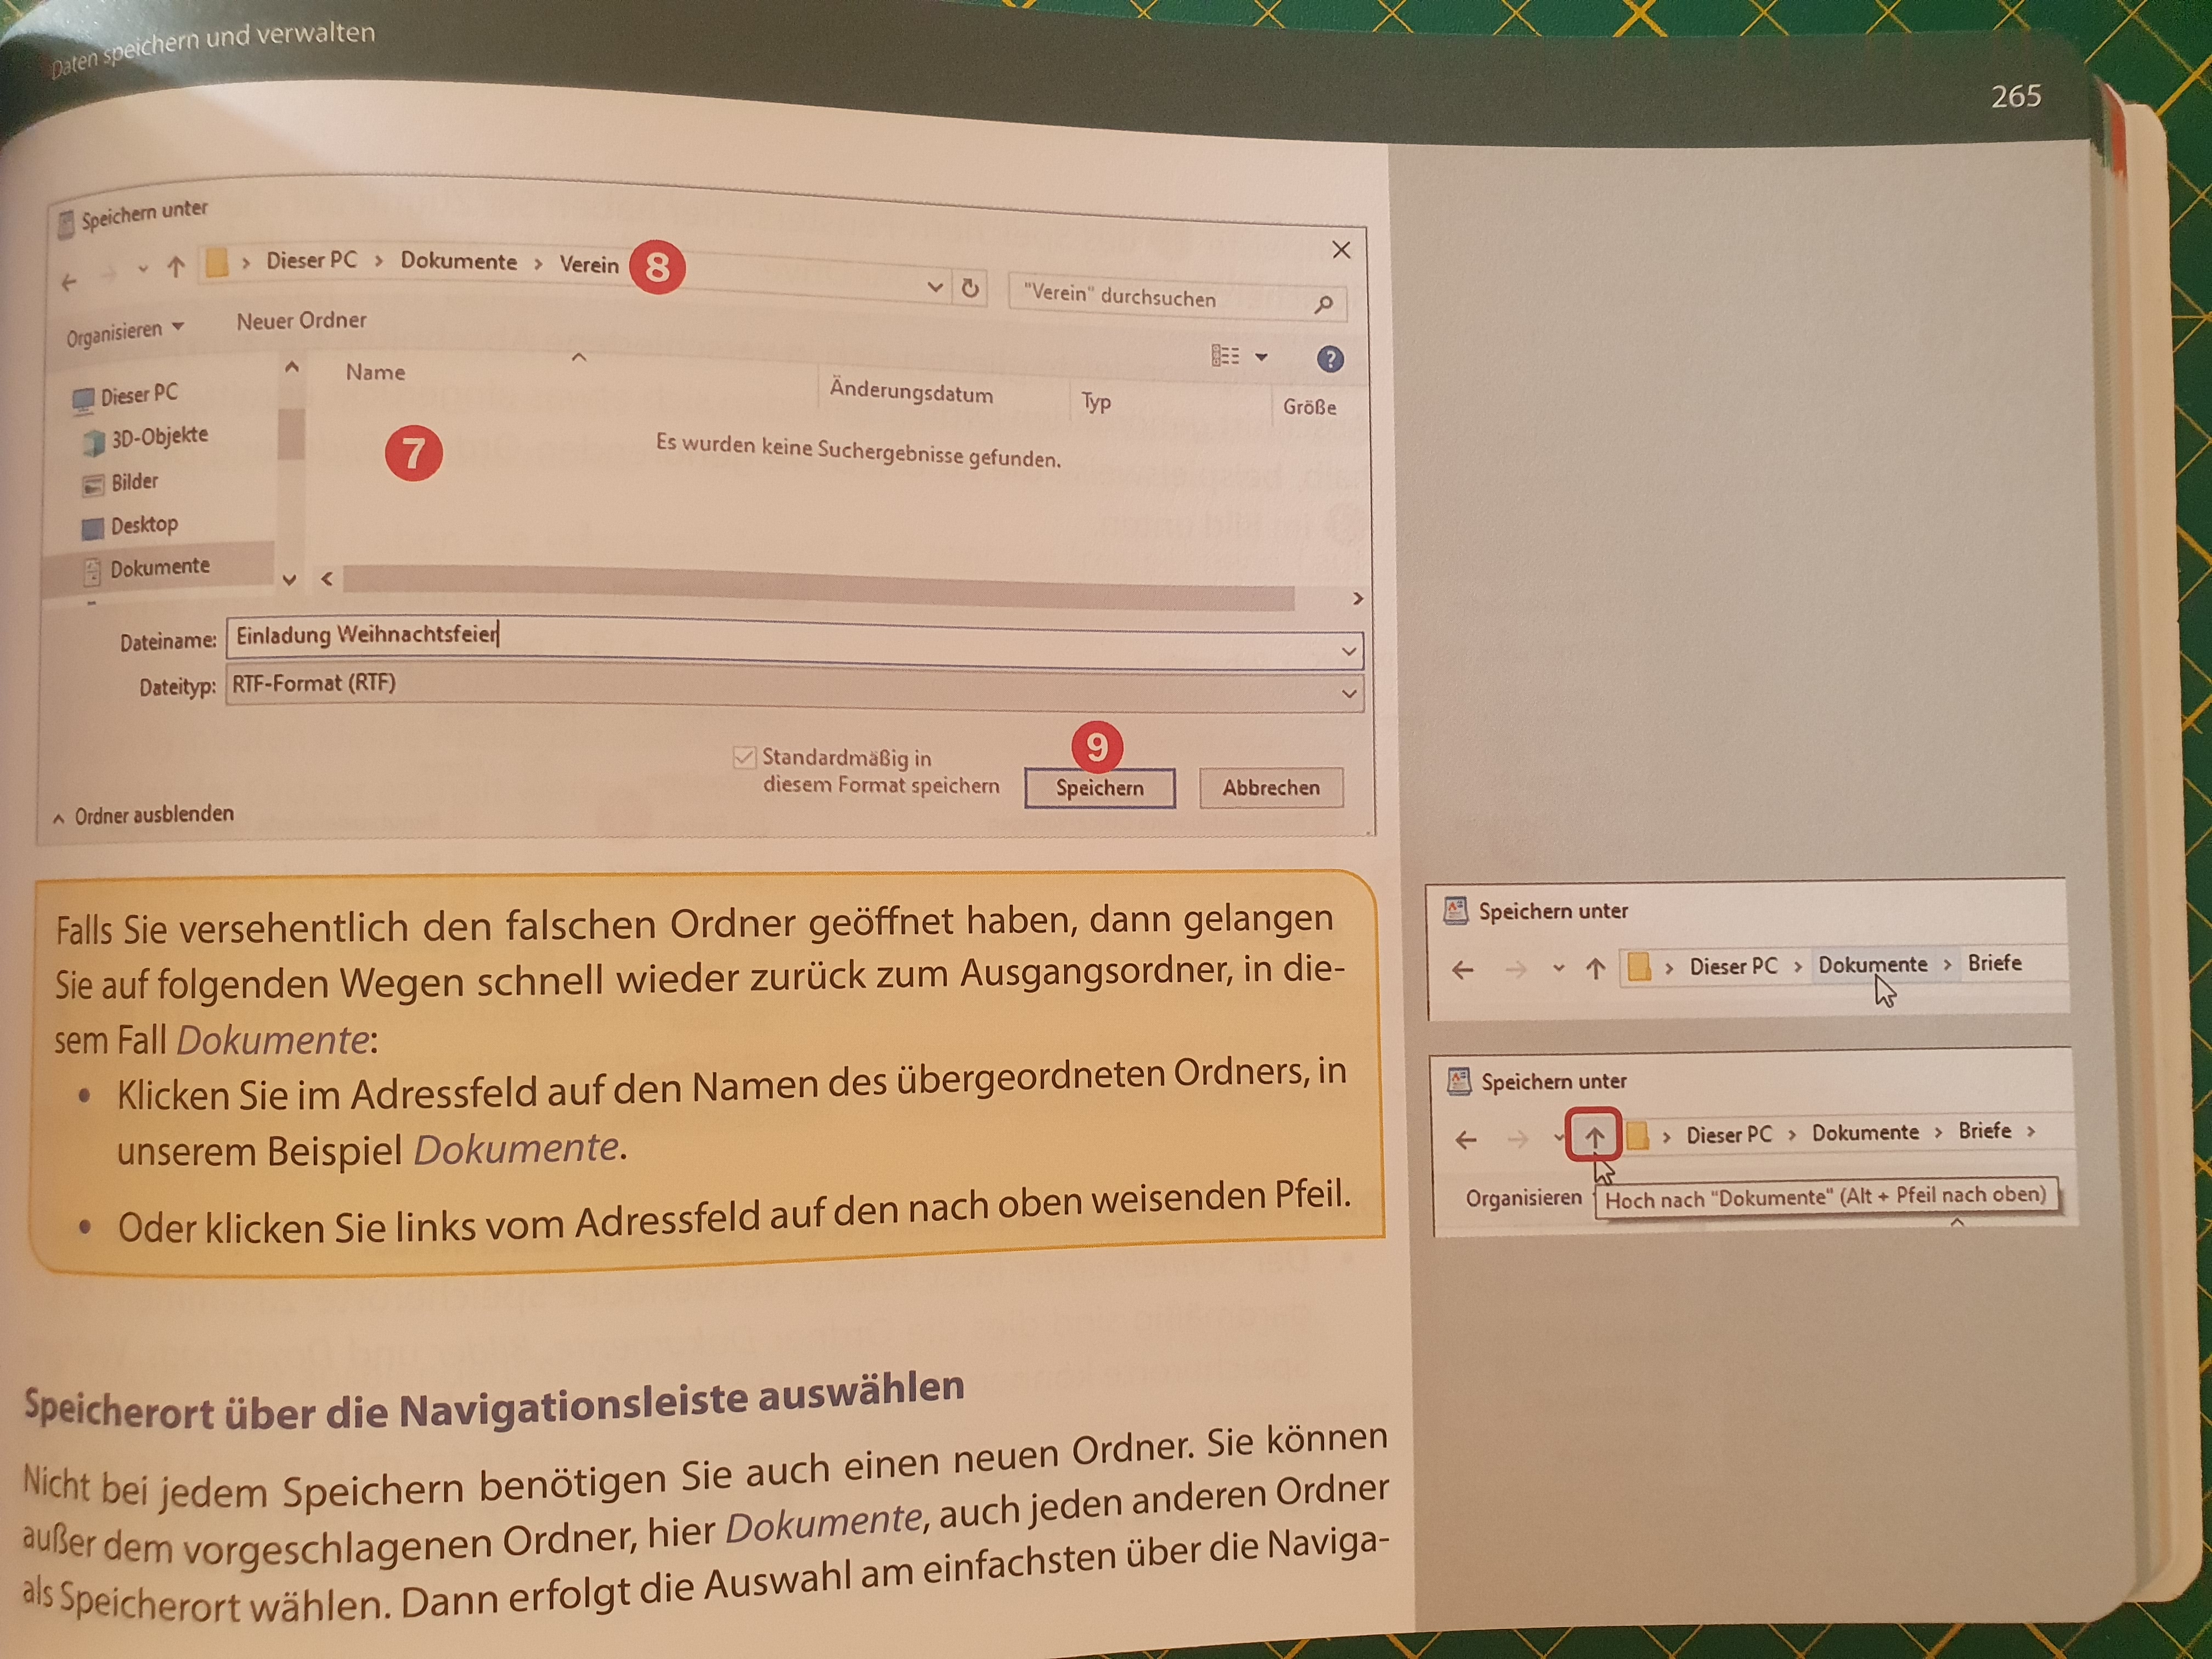 Daten speichern und verwalten
265
Speichern unter
Dieser PC › Dokumente › Verein 8
"Verein" durchsuchen
Organisieren
Neuer Ordner
?
Name
Änderungsdatum
Typ
Größe
Dieser PC
3D-Objekte
Bilder
Desktop
Dokumente
7
Es wurden keine Suchergebnisse gefunden.
Dateiname: Einladung Weihnachtsfeier
Dateityp: RTF-Format (RTF)
9
Standardmäßig in
diesem Format speichern
Speichern
Abbrechen
Ordner ausblenden
Falls Sie versehentlich den falschen Ordner geöffnet haben, dann gelangen
Sie auf folgenden Wegen schnell wieder zurück zum Ausgangsordner, in die-
sem Fall Dokumente:
• Klicken Sie im Adressfeld auf den Namen des übergeordneten Ordners, in
unserem Beispiel Dokumente.
• Oder klicken Sie links vom Adressfeld auf den nach oben weisenden Pfeil.
Speichern unter
› Dieser PC › Dokumente › Briefe
Speichern unter
› Dieser PC › Dokumente › Briefe ›
Organisieren
Hoch nach "Dokumente" (Alt + Pfeil nach oben)
Speicherort über die Navigationsleiste auswählen
Nicht bei jedem Speichern benötigen Sie auch einen neuen Ordner. Sie können
außer dem vorgeschlagenen Ordner, hier Dokumente, auch jeden anderen Ordner
als Speicherort wählen. Dann erfolgt die Auswahl am einfachsten über die Naviga-